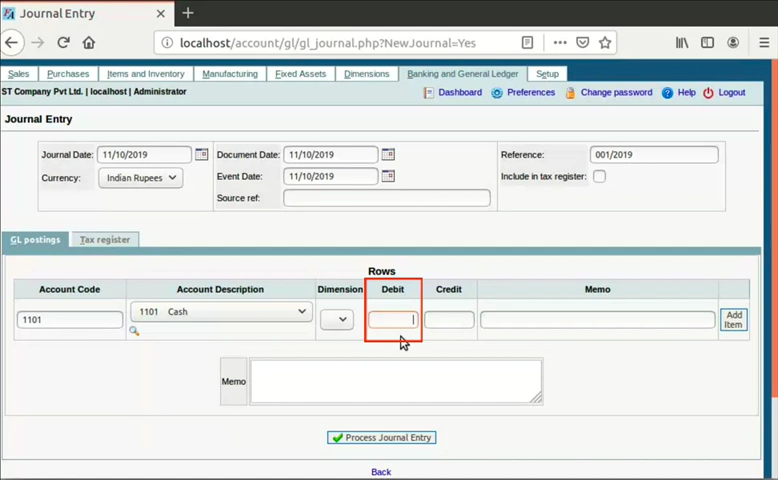 Journal Entry
localhost/account/gl/gl_journal.php?NewJournal=Yes
Sales Purchases Items and Inventory Manufacturing Fixed Assets Dimensions Banking and General Ledger Setup
ST Company Pvt Ltd. | localhost | Administrator Dashboard Preferences Change password Help Logout
Journal Entry
Journal Date: 11/10/2019 Document Date: 11/10/2019 Reference: 001/2019
Currency: Indian Rupees Event Date: 11/10/2019 Include in tax register:
Source ref:
GL postings Tax register
Rows
Account Code Account Description Dimension Debit Credit Memo
1101 1101 Cash Add Item
Memo
Process Journal Entry
Back